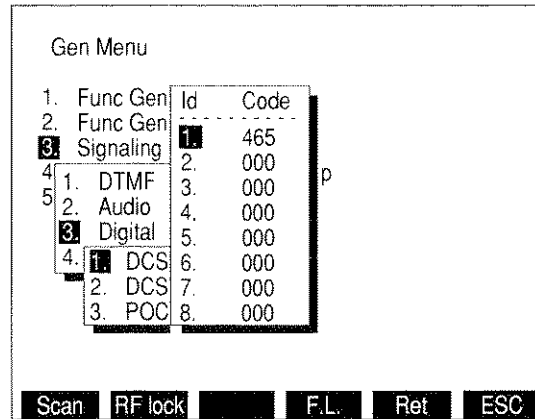 Gen Menu
1. Func Gen
2. Func Gen
3. Signaling
4
5
p
1. DTMF
2. Audio
3. Digital
4.
1. DCS
2. DCS
3. POC
Id Code
1. 465
2. 000
3. 000
4. 000
5. 000
6. 000
7. 000
8. 000
Scan RF lock F.L. Ret ESC